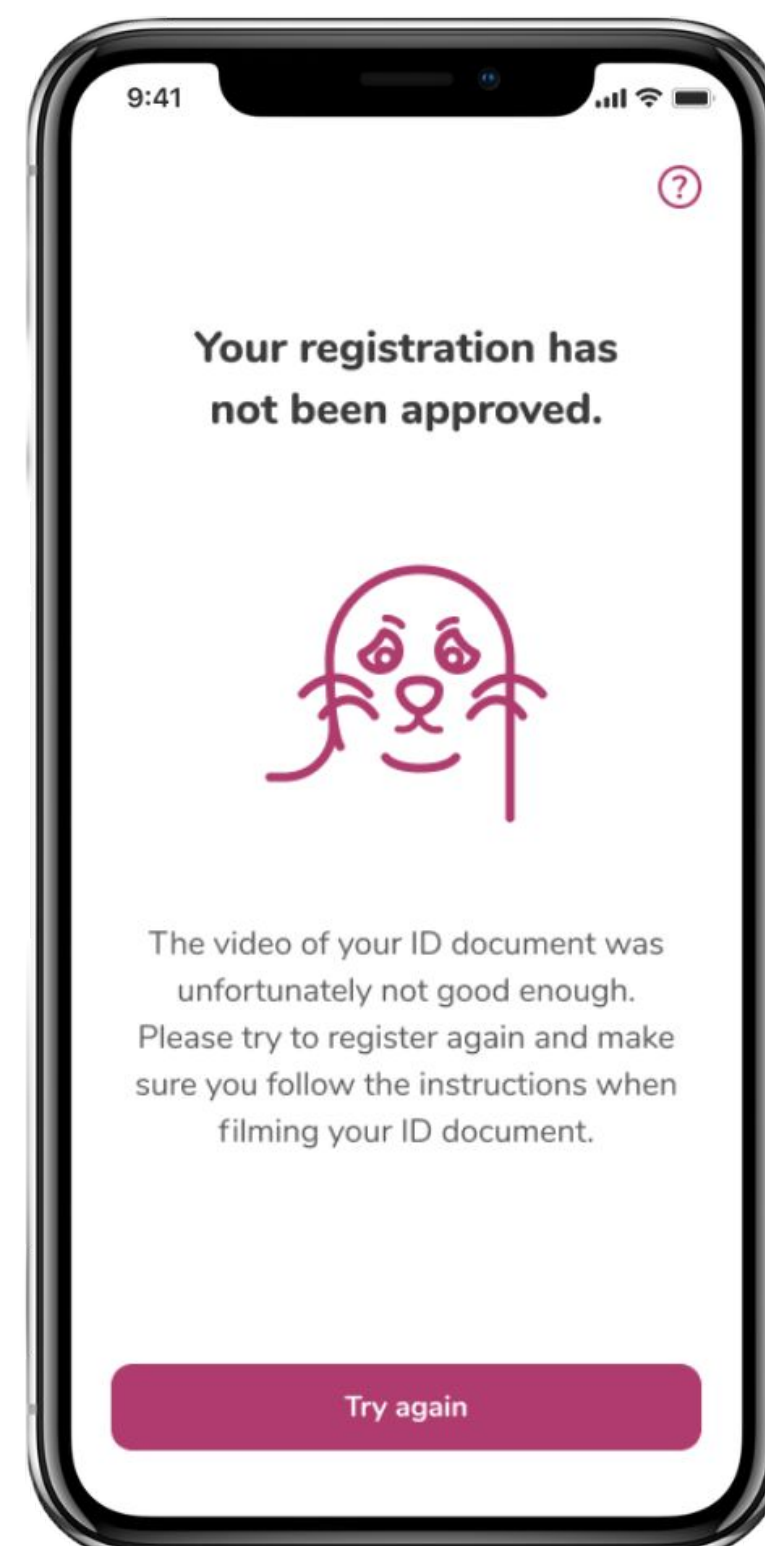 9:41
?
Your registration has
not been approved.
The video of your ID document was
unfortunately not good enough.
Please try to register again and make
sure you follow the instructions when
filming your ID document.
Try again